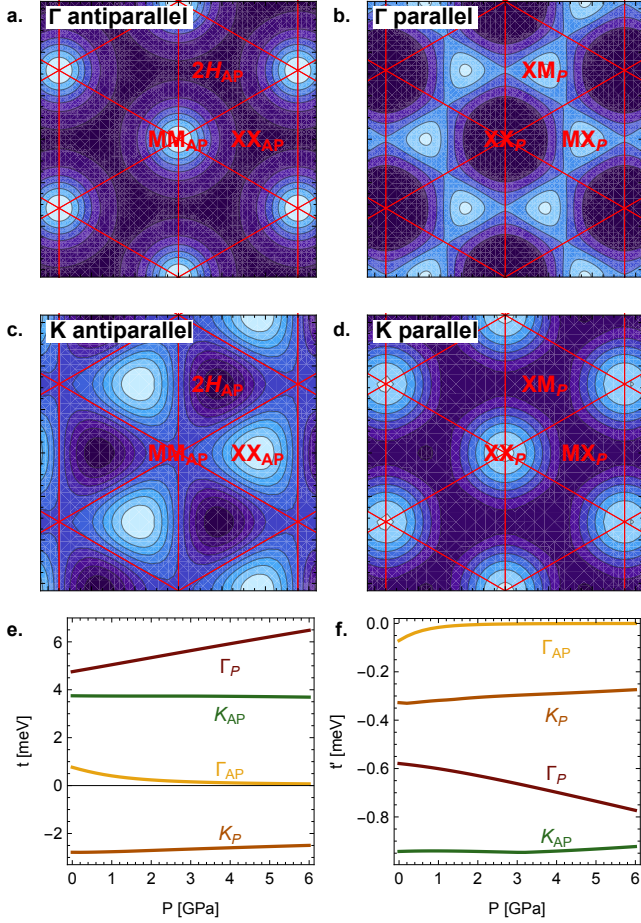 a. Γ antiparallel
2H_AP
MM_AP XX_AP
b. Γ parallel
XM_P
XX_P MX_P
c. K antiparallel
2H_AP
MM_AP XX_AP
d. K parallel
XM_P
XX_P MX_P
e.
t [meV]
6
4
2
0
−2
Γ_P
K_AP
Γ_AP
K_P
0 1 2 3 4 5 6
P [GPa]
f.
t' [meV]
0.0
−0.2
−0.4
−0.6
−0.8
Γ_AP
K_P
Γ_P
K_AP
0 1 2 3 4 5 6
P [GPa]